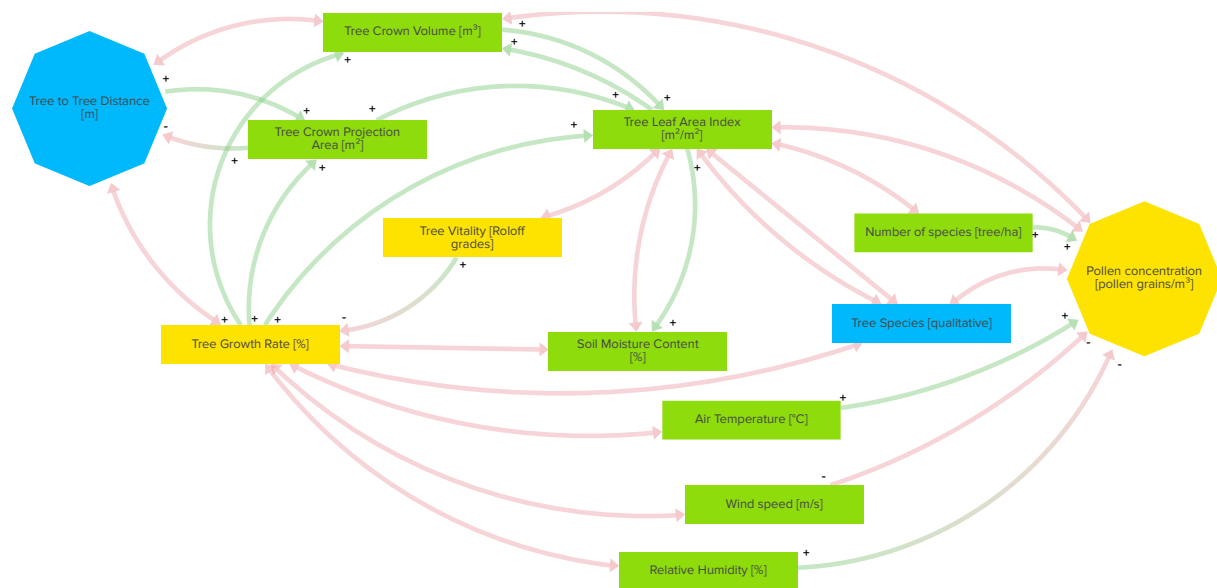 Tree Crown Volume [m³]
Tree to Tree Distance
[m]
Tree Crown Projection
Area [m²]
Tree Leaf Area Index
[m²/m²]
Tree Vitality [Roloff
grades]
Number of species [tree/ha]
Pollen concentration
[pollen grains/m³]
Tree Growth Rate [%]
Soil Moisture Content
[%]
Tree Species [qualitative]
Air Temperature [°C]
Wind speed [m/s]
Relative Humidity [%]